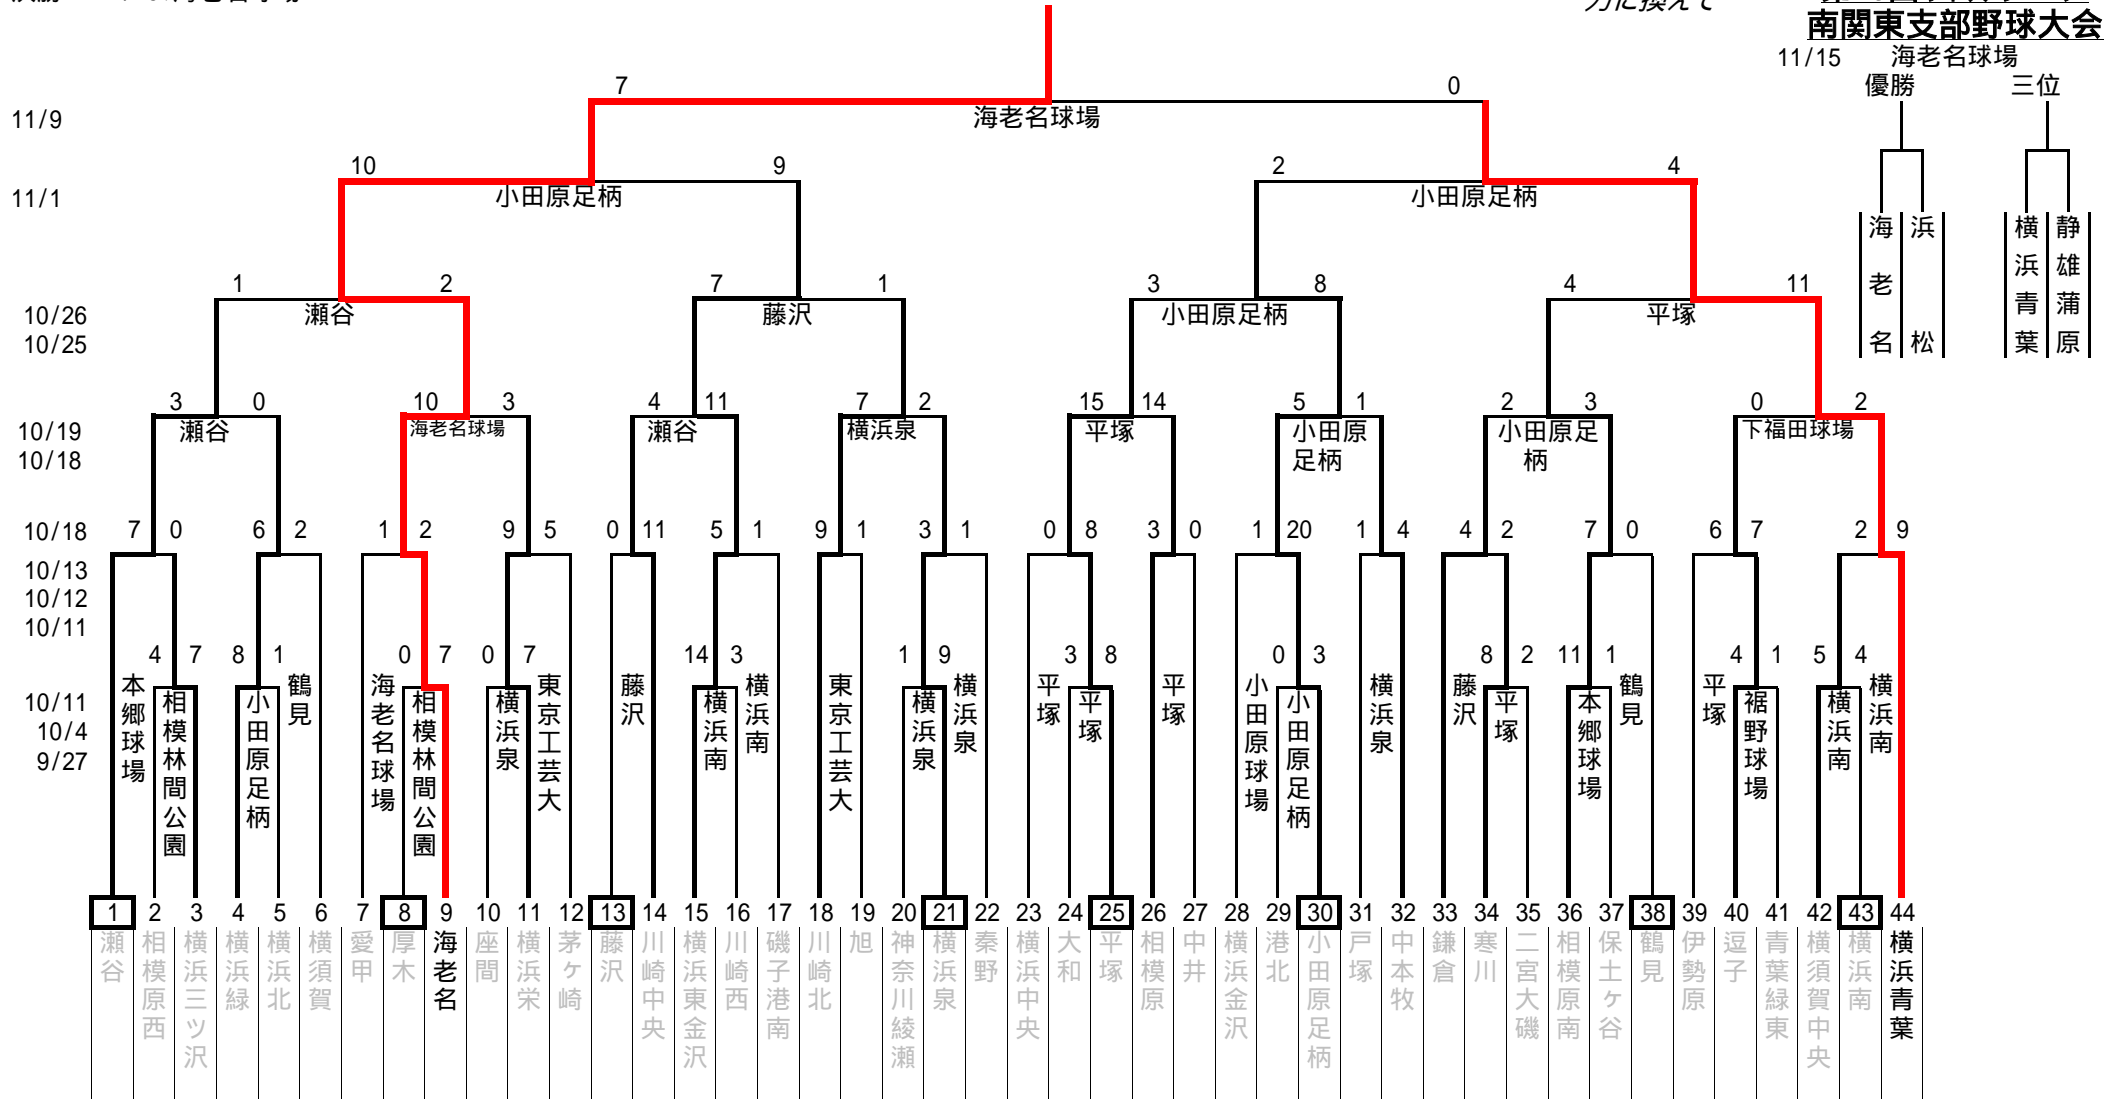 力に換えて
南関東支部野球大会
11/15 海老名球場
優勝 三位
海老名
浜松
横浜青葉
静雄蒲原
7 0
11/9 海老名球場
10 9 2 4
11/1 小田原足柄 小田原足柄
1 2 7 1 3 8 4 11
10/26 瀬谷 藤沢 小田原足柄 平塚
10/25
3 0 10 3 4 11 7 2 15 14 5 1 2 3 0 2
10/19 瀬谷 海老名球場 瀬谷 横浜泉 平塚 小田原足柄 小田原足柄 下福田球場
10/18
10/18 7 0 6 2 1 2 9 5 0 11 5 1 9 1 3 1 0 8 3 0 1 20 1 4 4 2 7 0 6 7 2 9
10/13
10/12
10/11
4 7 8 1 0 7 0 7 14 3 1 9 3 8 0 3 8 2 11 1 4 1 5 4
10/11
10/4
9/27
本郷球場
相模林間公園
小田原足柄
鶴見
海老名球場
相模林間公園
横浜泉
東京工芸大
藤沢
横浜南
横浜南
東京工芸大
横浜泉
横浜泉
平塚
平塚
平塚
小田原球場
小田原足柄
横浜泉
藤沢
平塚
本郷球場
鶴見
平塚
裾野球場
横浜南
横浜南
1 2 3 4 5 6 7 8 9 10 11 12 13 14 15 16 17 18 19 20 21 22 23 24 25 26 27 28 29 30 31 32 33 34 35 36 37 38 39 40 41 42 43 44
瀬谷
相模原西
横浜三ツ沢
横浜緑
横浜北
横須賀
愛甲
厚木
海老名
座間
横浜栄
茅ヶ崎
藤沢
川崎中央
横浜東金沢
川崎西
磯子港南
川崎北
旭
神奈川綾瀬
横浜泉
秦野
横浜中央
大和
平塚
相模原
中井
横浜金沢
港北
小田原足柄
戸塚
中本牧
鎌倉
寒川
二宮大磯
相模原南
保土ヶ谷
鶴見
伊勢原
逗子
青葉緑東
横須賀中央
横浜南
横浜青葉